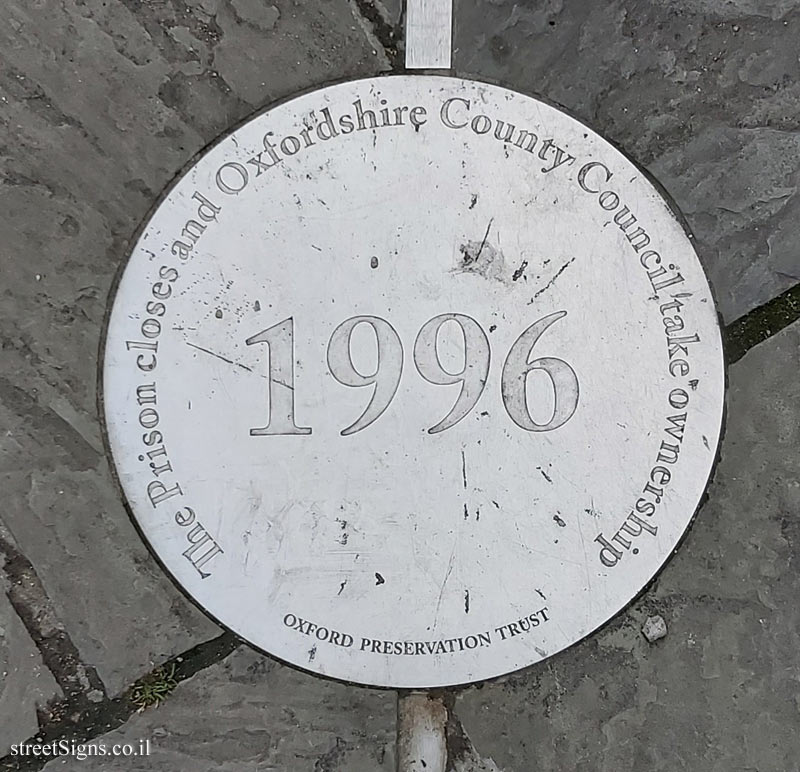 The Prison closes and Oxfordshire County Council take ownership
1996
OXFORD PRESERVATION TRUST
streetSigns.co.il